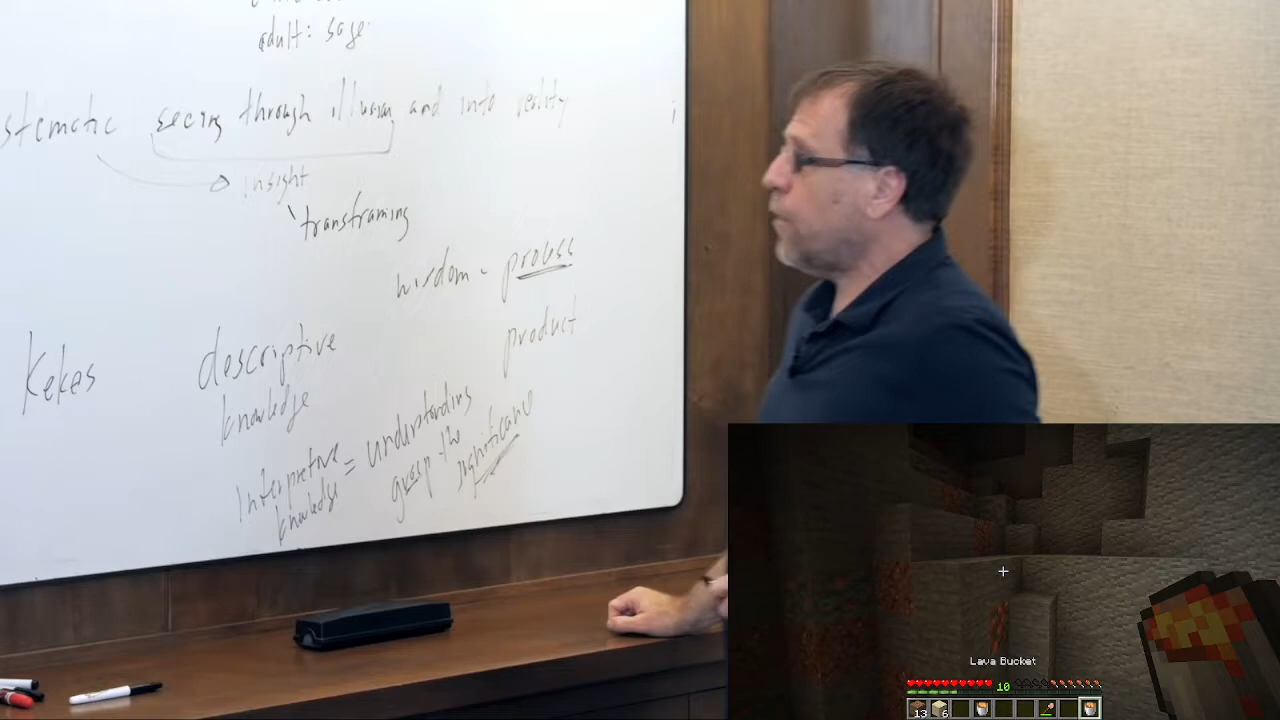 adult: sage
stematic seeing through illusion and into reality
insight
transframing
wisdom - process
product
Kekes descriptive
knowledge
Interpretive = understanding
knowledge grasp the
significance
Lava Bucket
10
13 6